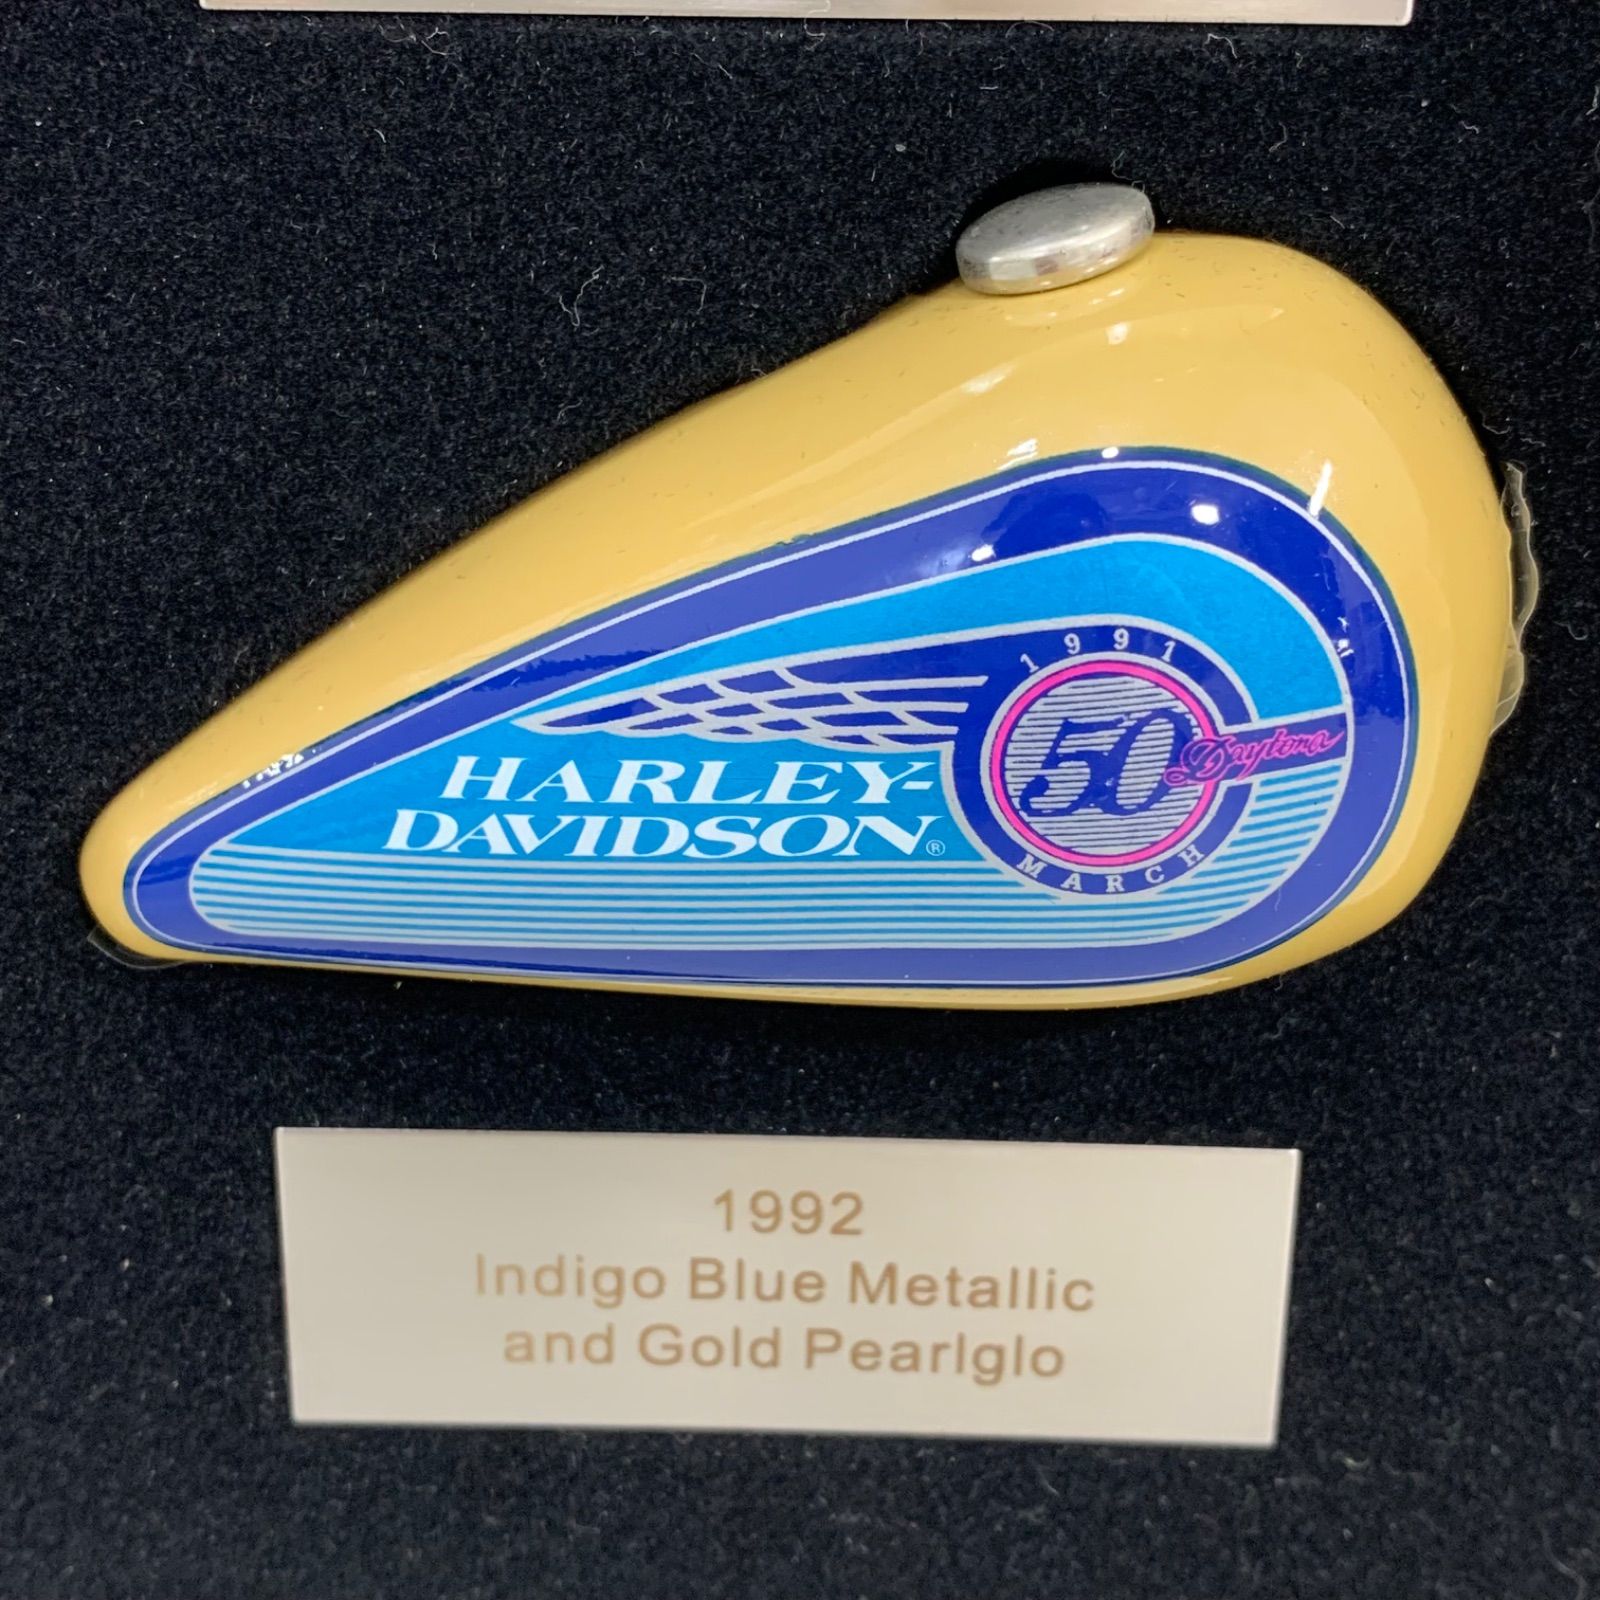 1991
50
Daytona
HARLEY-
DAVIDSON®
MARCH
1992
Indigo Blue Metallic
and Gold Pearlglo